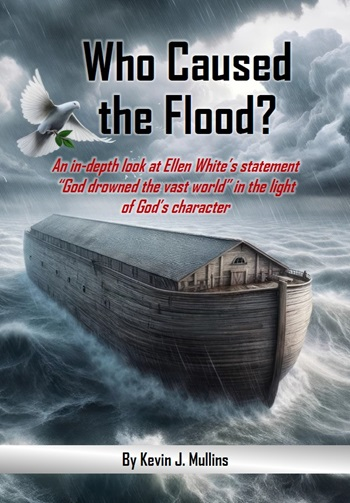 Who Caused
the Flood?
An in-depth look at Ellen White's statement
"God drowned the vast world" in the light
of God's character
By Kevin J. Mullins